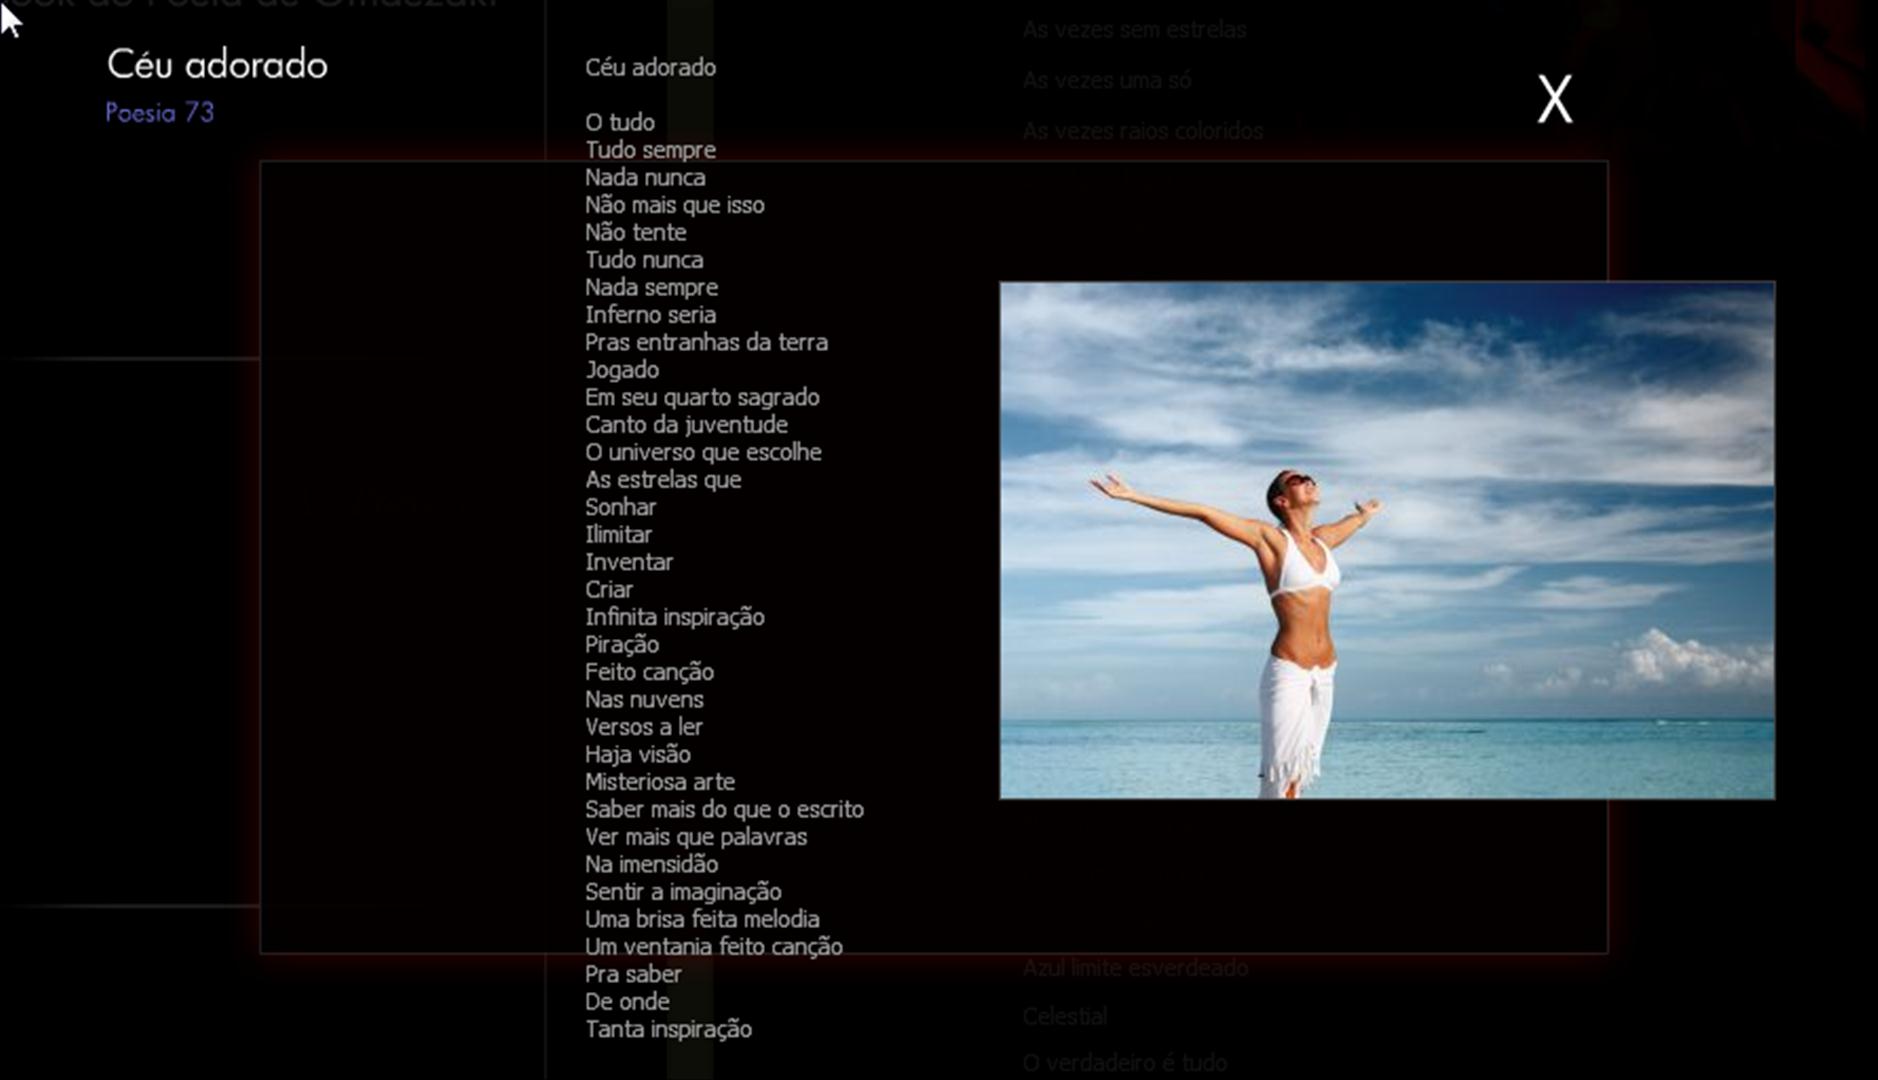 Céu adorado
Poesia 73
Céu adorado
O tudo
Tudo sempre
Nada nunca
Não mais que isso
Não tente
Tudo nunca
Nada sempre
Inferno seria
Pras entranhas da terra
Jogado
Em seu quarto sagrado
Canto da juventude
O universo que escolhe
As estrelas que
Sonhar
Ilimitar
Inventar
Criar
Infinita inspiração
Piração
Feito canção
Nas nuvens
Versos a ler
Haja visão
Misteriosa arte
Saber mais do que o escrito
Ver mais que palavras
Na imensidão
Sentir a imaginação
Uma brisa feita melodia
Um ventania feito canção
Pra saber
De onde
Tanta inspiração
As vezes sem estrelas
As vezes uma só
As vezes raios coloridos
X
Azul limite esverdeado
Celestial
O verdadeiro é tudo